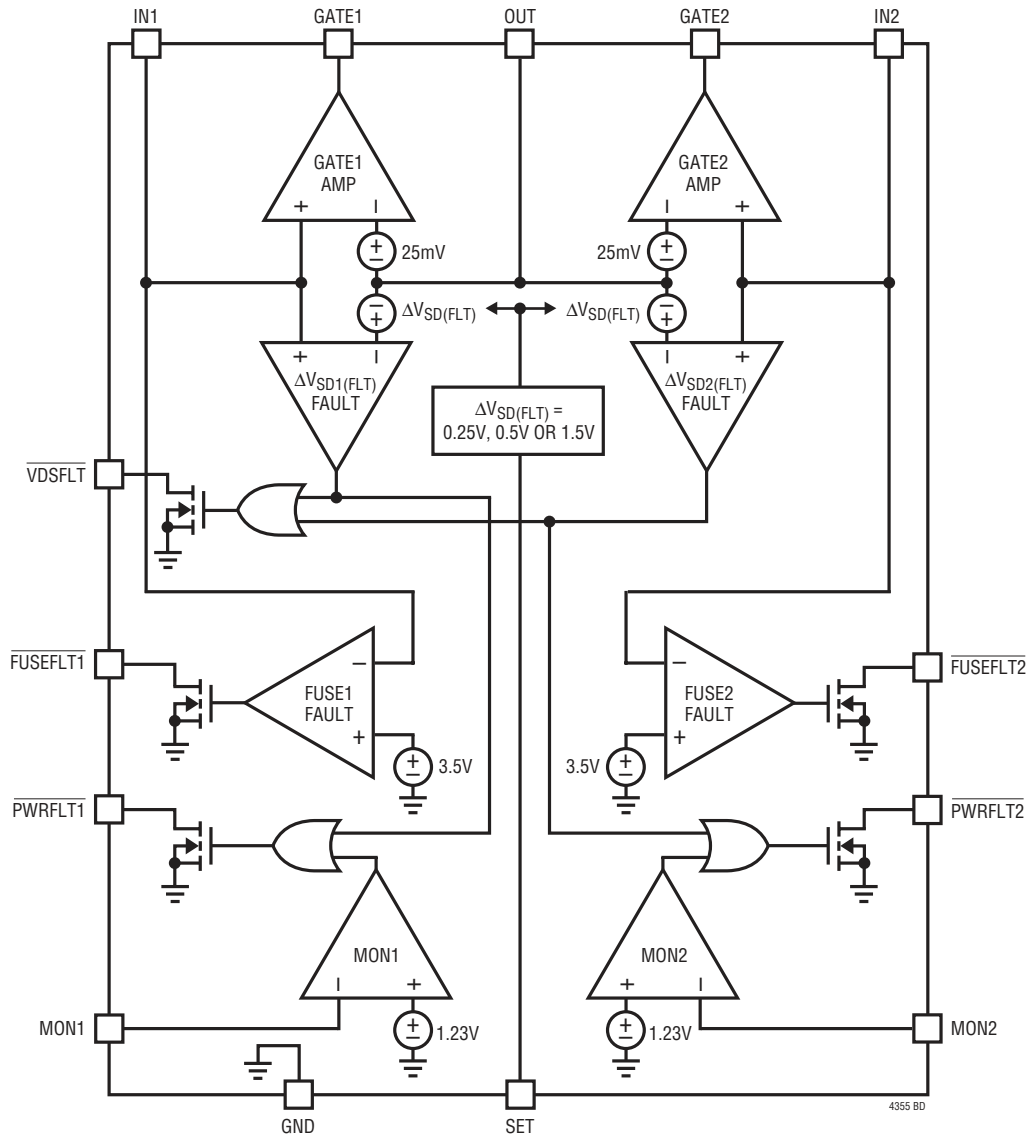 IN1 GATE1 OUT GATE2 IN2
GATE1
AMP
+ –
GATE2
AMP
– +
+
–
25mV
25mV
+
–
–
+
ΔVSD(FLT)
ΔVSD(FLT)
–
+
+ –
ΔVSD1(FLT)
FAULT
– +
ΔVSD2(FLT)
FAULT
ΔVSD(FLT) =
0.25V, 0.5V OR 1.5V
VDSFLT
FUSEFLT1
–
FUSE1
FAULT
+
+
–
3.5V
–
FUSE2
FAULT
+
3.5V
+
–
FUSEFLT2
PWRFLT1
PWRFLT2
MON1
– +
MON2
+ –
MON1
+
–
1.23V
+
–
1.23V
MON2
GND
SET
4355 BD